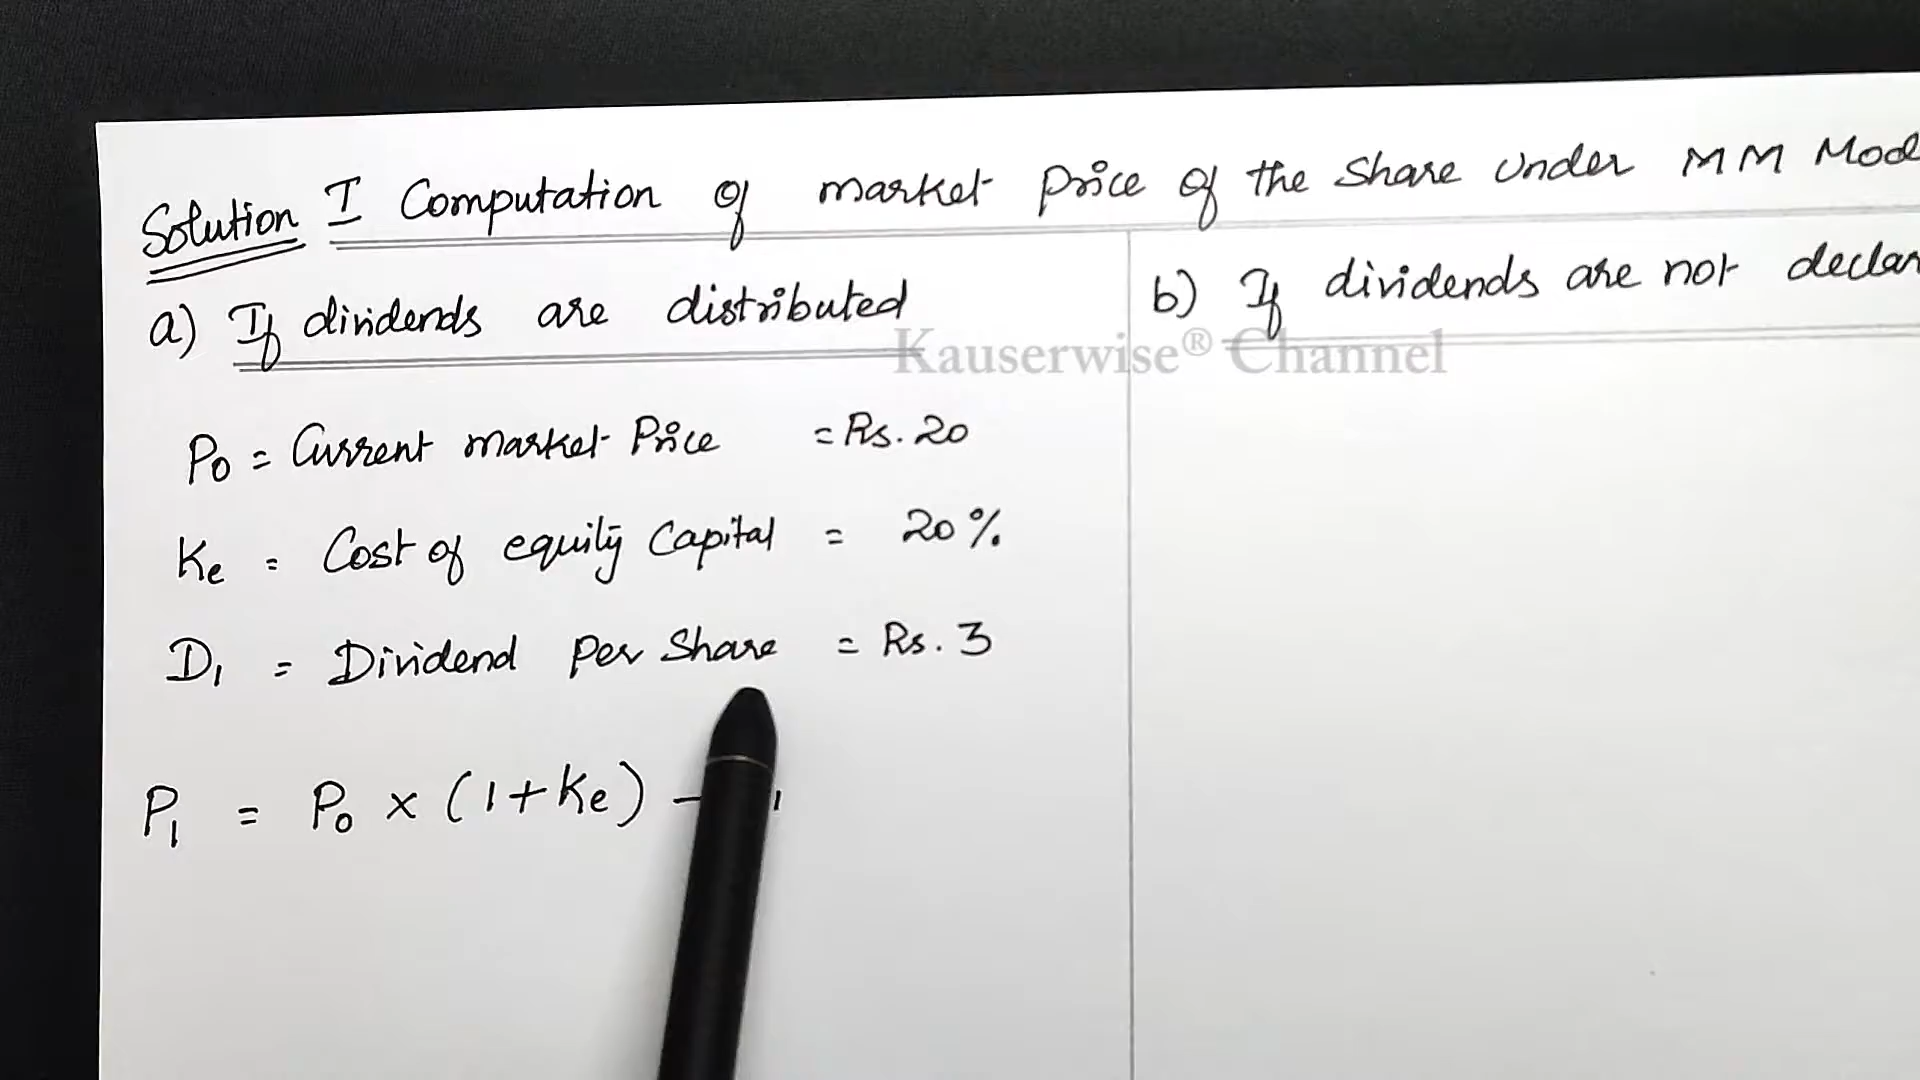 Solution I Computation of market Price of the Share Under MM
a) If dividends are distributed
b) If dividends are not
Kauserwise® Channel
P0 = Current market Price = Rs. 20
Ke = Cost of equity Capital = 20%
D1 = Dividend Per Share = Rs. 3
P1 = P0 × (1+Ke) -